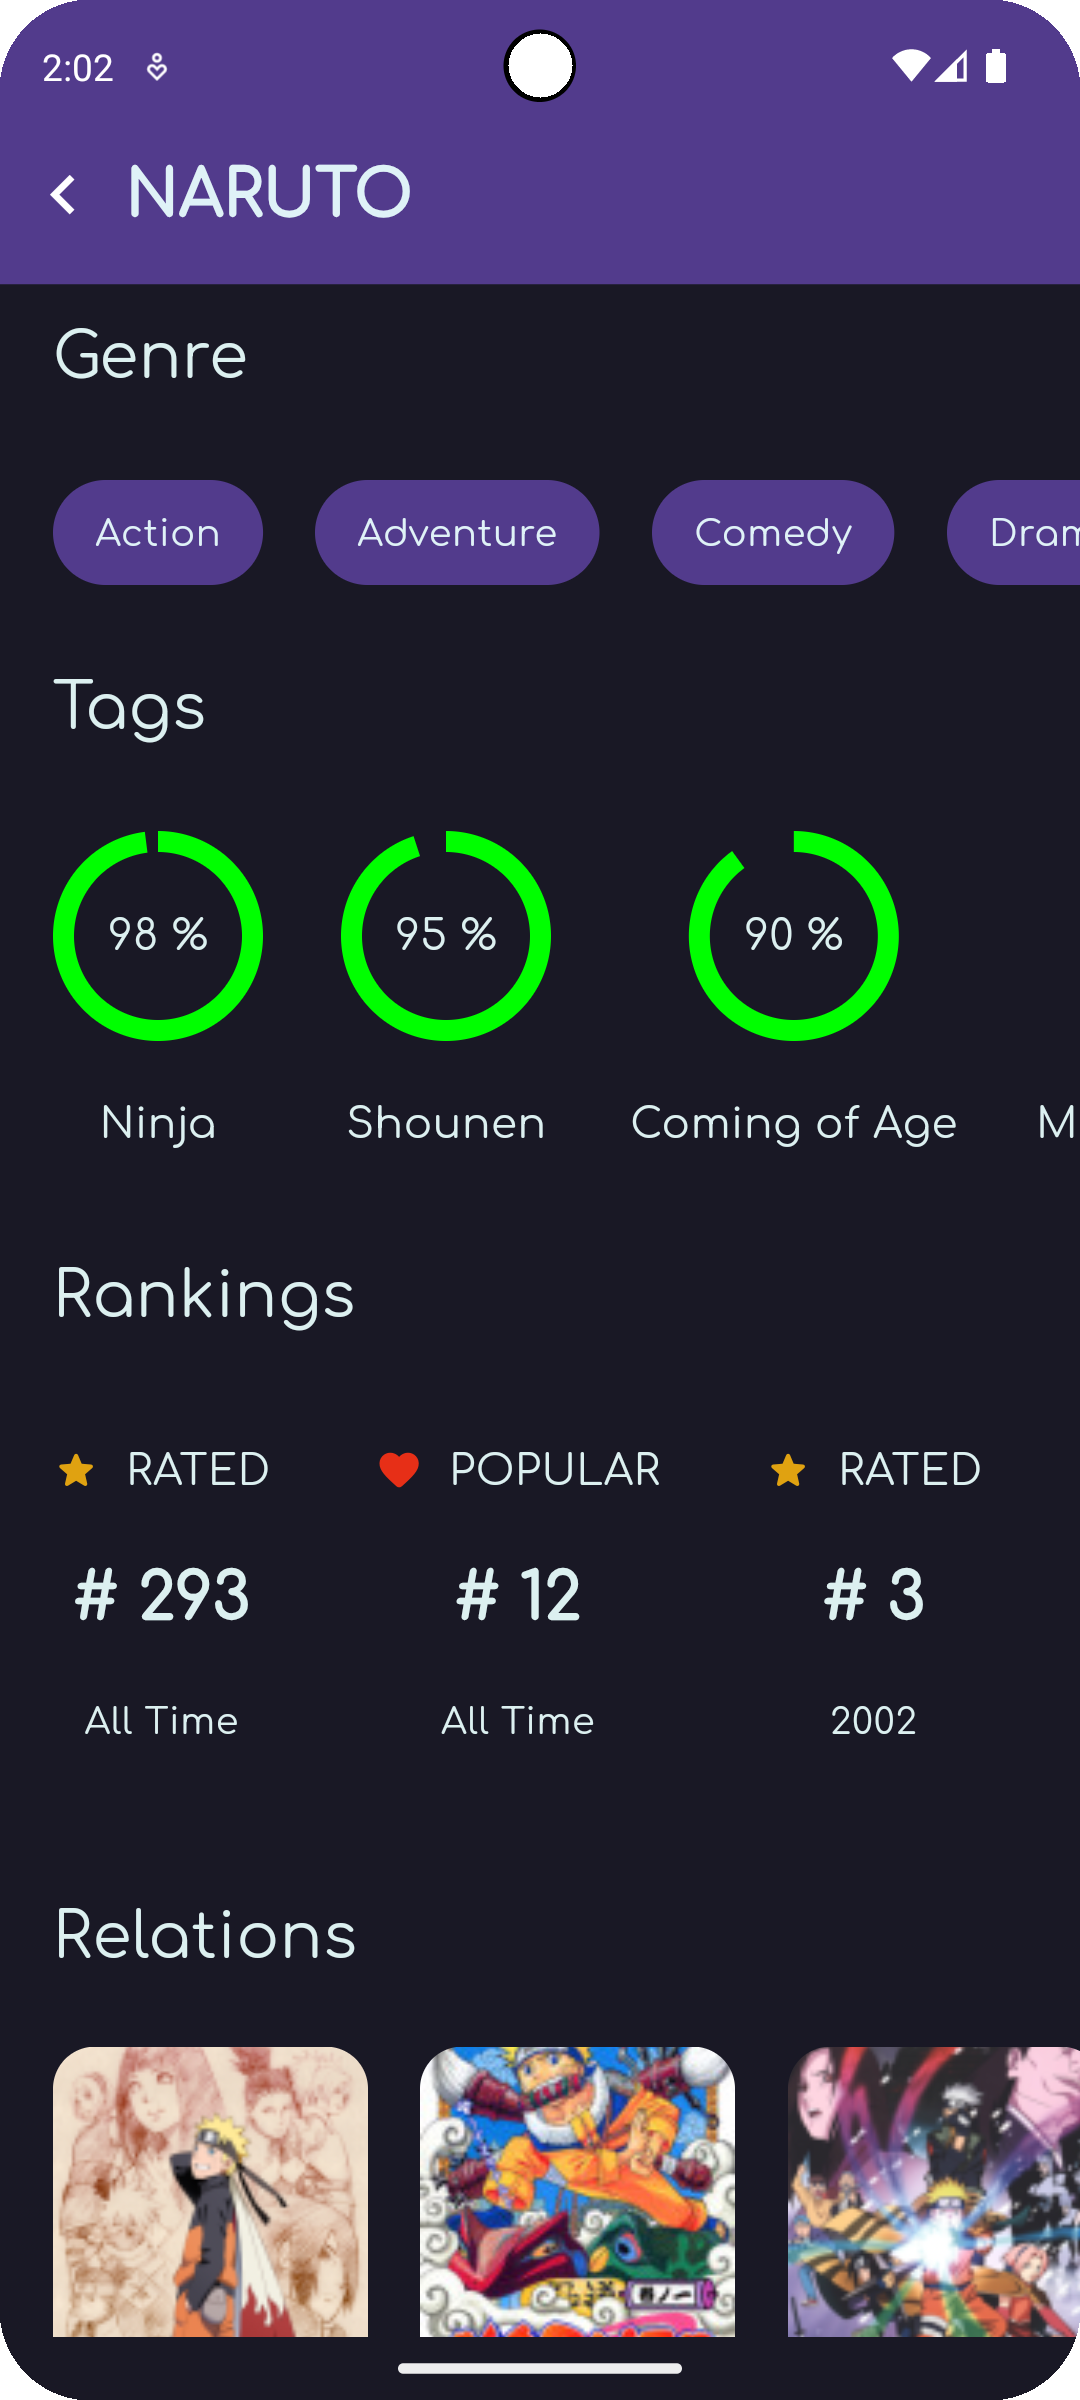 2:02
NARUTO
Genre
Action Adventure Comedy Dram
Tags
98 % 95 % 90 %
Ninja Shounen Coming of Age M
Rankings
RATED POPULAR RATED
# 293 # 12 # 3
All Time All Time 2002
Relations